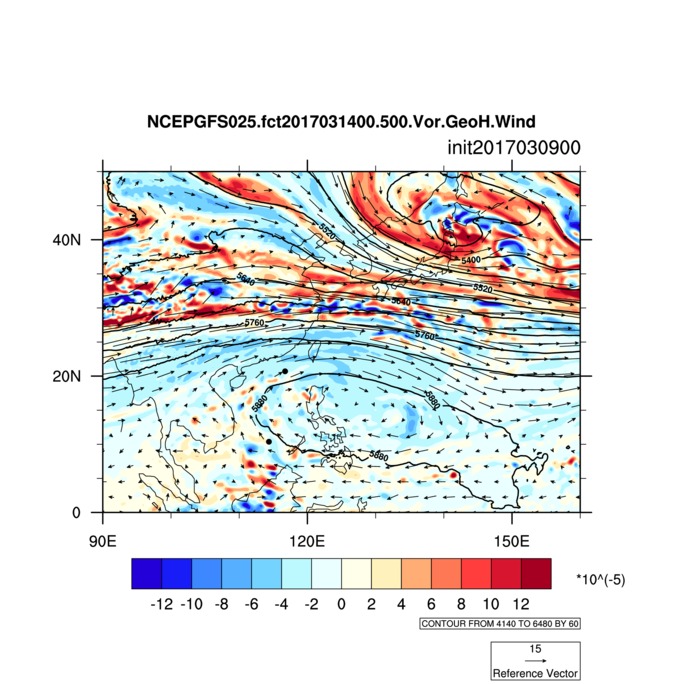 NCEPGFS025.fct2017031400.500.Vor.GeoH.Wind
init2017030900
40N
20N
0
90E 120E 150E
5520
5400
5640
5520
5640
5760
5760
5880
5880
5880
-12 -10 -8 -6 -4 -2 0 2 4 6 8 10 12
*10^(-5)
CONTOUR FROM 4140 TO 6480 BY 60
15
Reference Vector